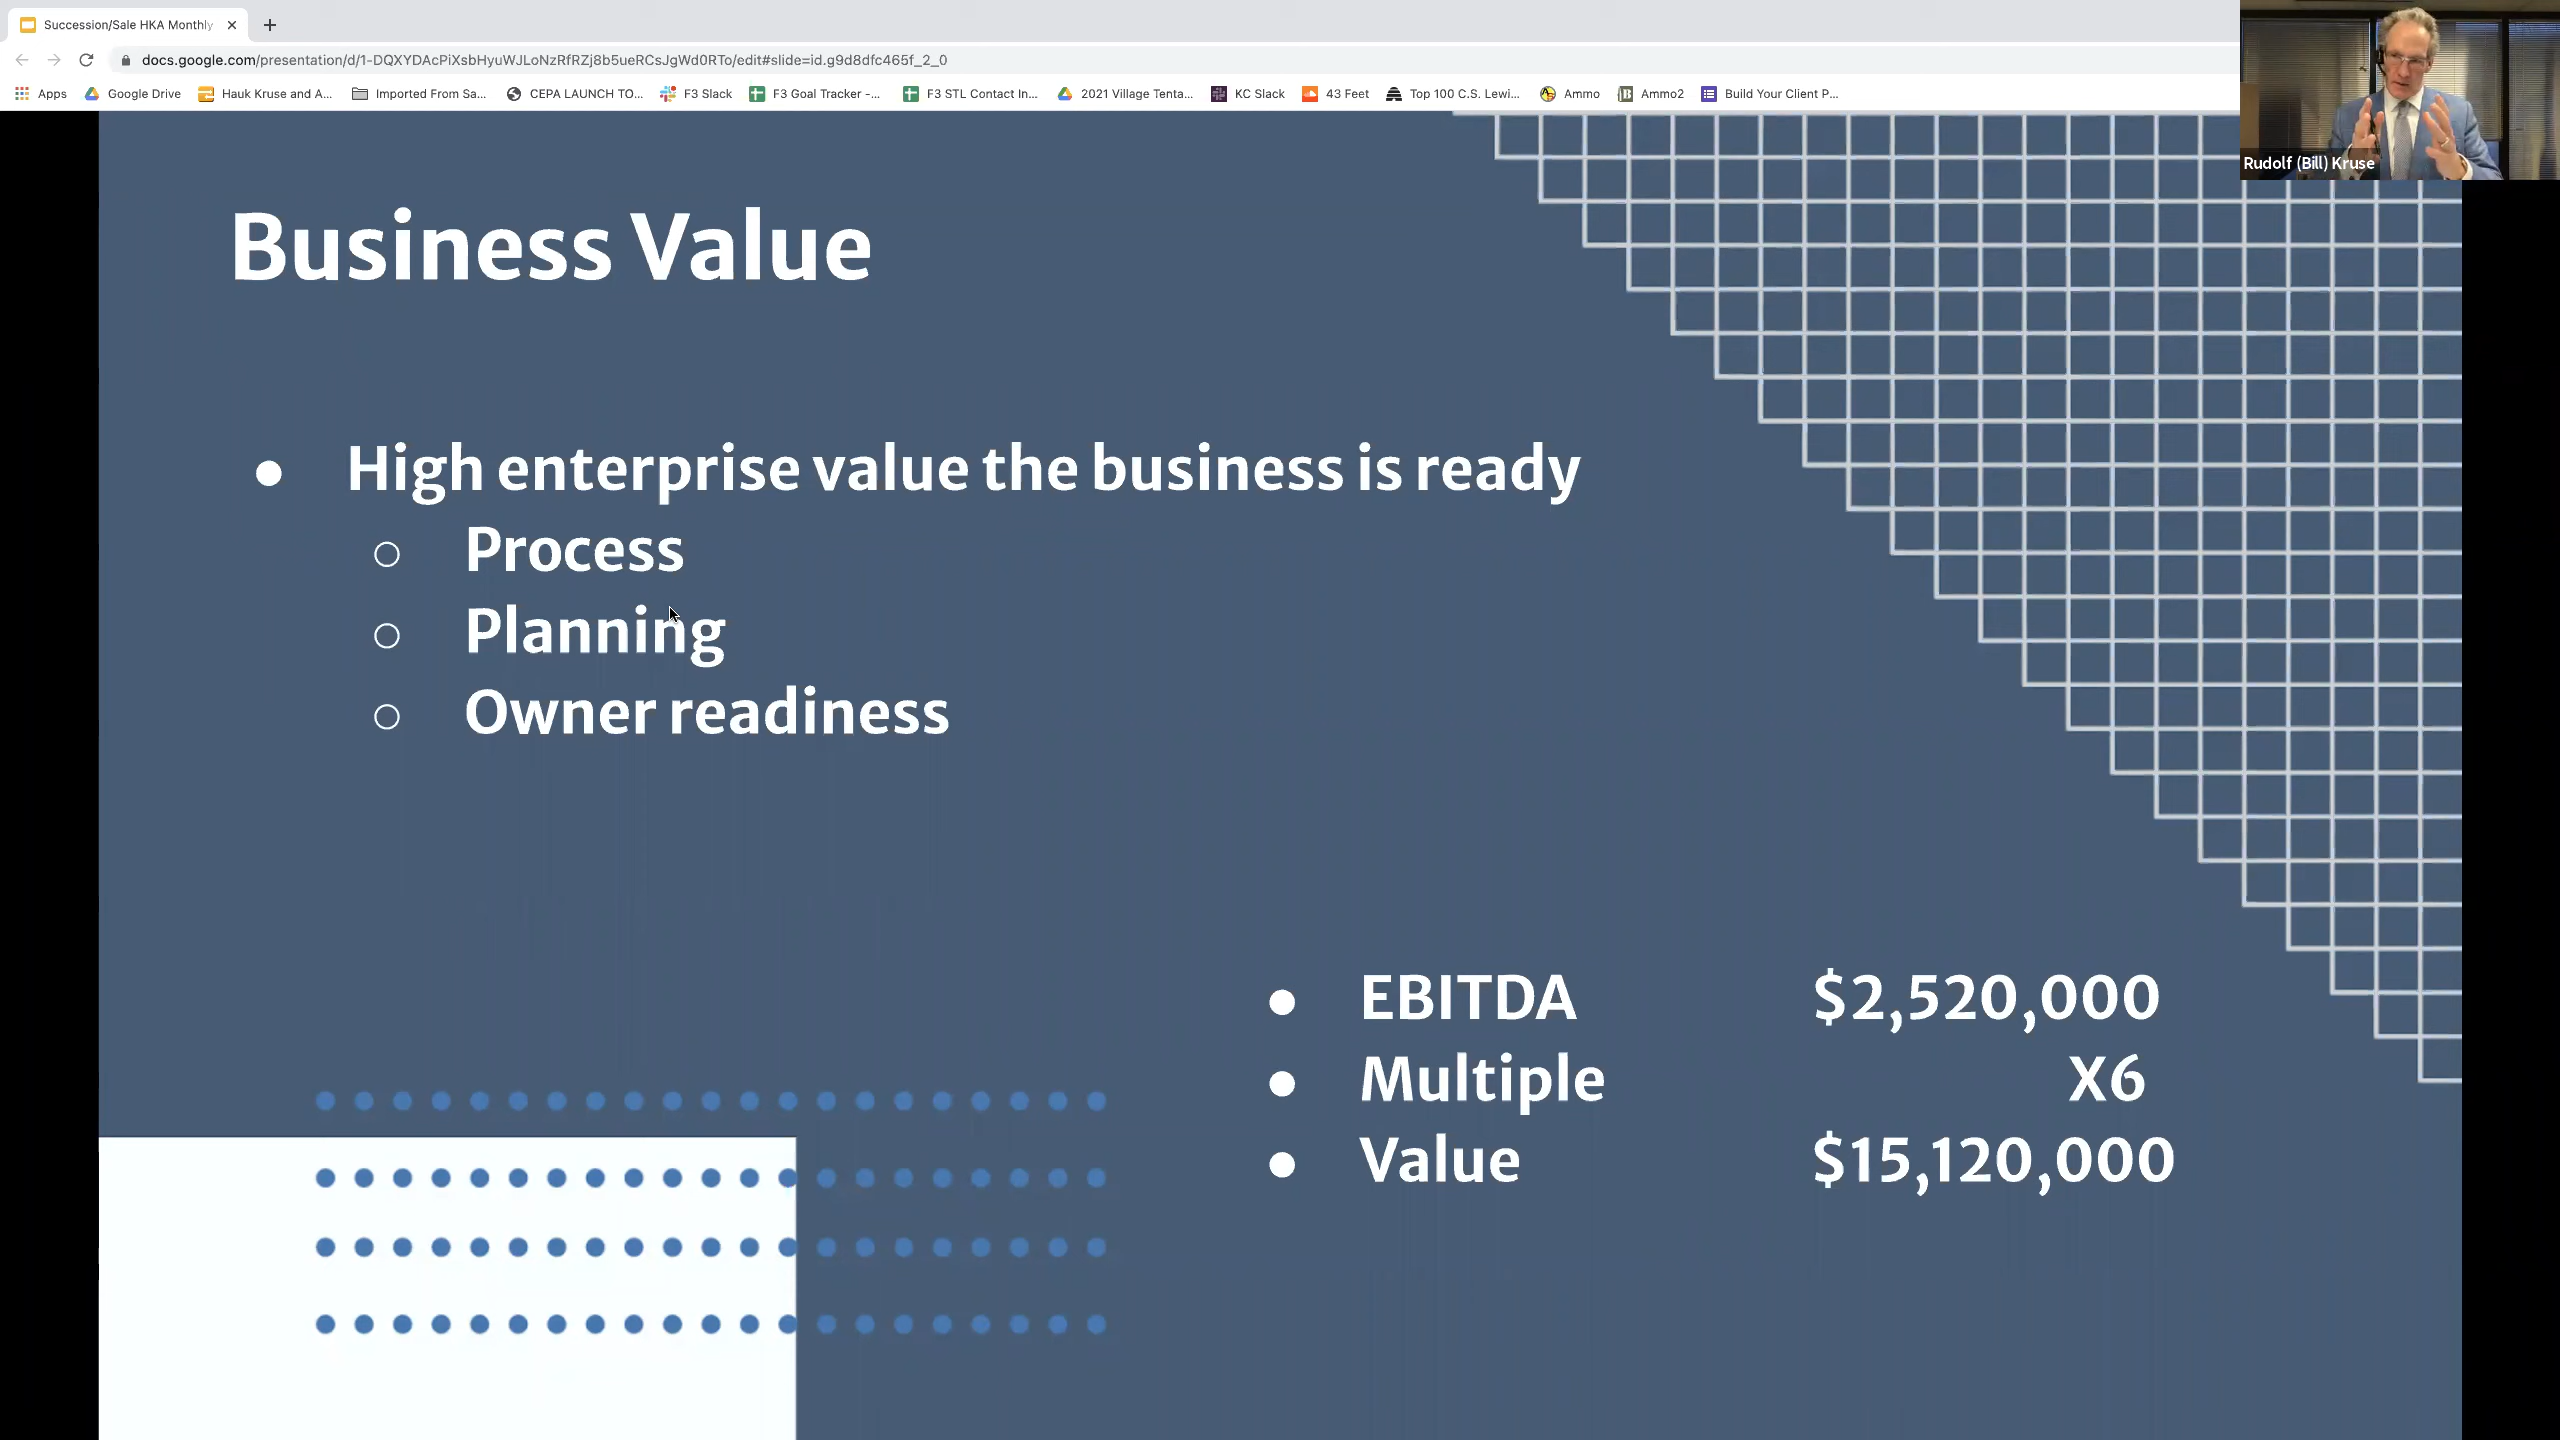 Succession/Sale HKA Monthly
docs.google.com/presentation/d/1-DQXYDAcPiXsbHyuWJLoNzRfRZj8b5ueRCsJgWd0RTo/edit#slide=id.g9d8dfc465f_2_0
Apps Google Drive Hauk Kruse and A... Imported From Sa... CEPA LAUNCH TO... F3 Slack F3 Goal Tracker -... F3 STL Contact In... 2021 Village Tenta... KC Slack 43 Feet Top 100 C.S. Lewi... Ammo Ammo2 Build Your Client P...
Rudolf (Bill) Kruse
Business Value
High enterprise value the business is ready
Process
Planning
Owner readiness
EBITDA $2,520,000
Multiple X6
Value $15,120,000